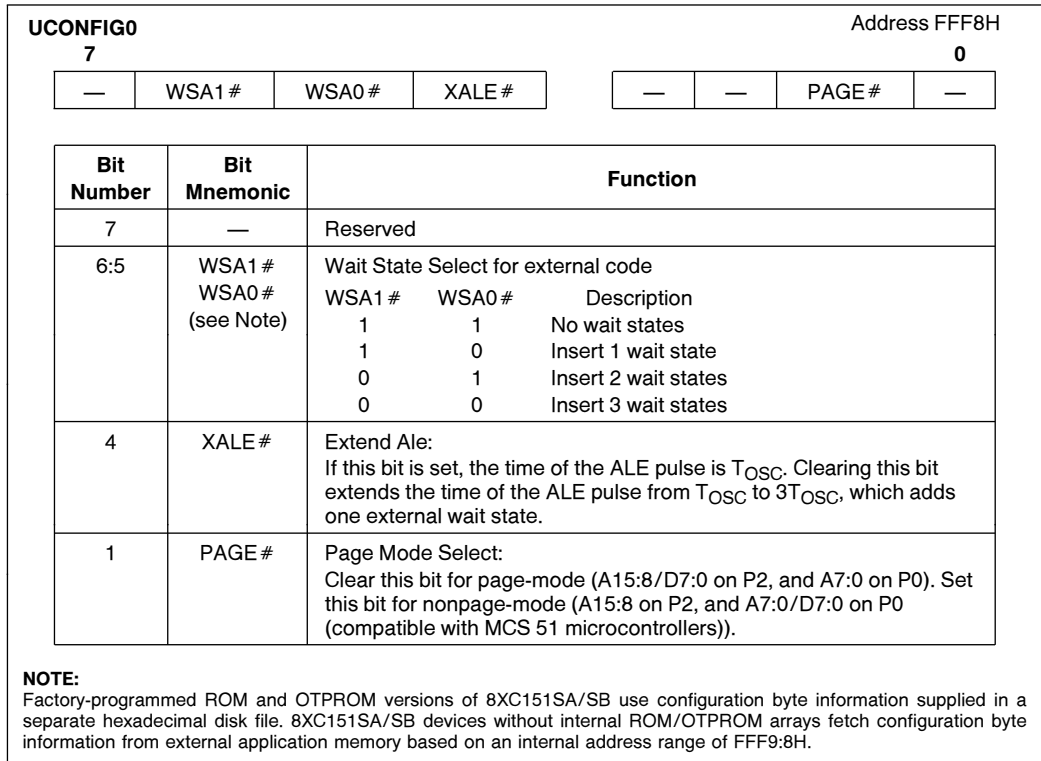 UCONFIG0 Address FFF8H
7 0
— WSA1# WSA0# XALE# — — PAGE# —
Bit Number Bit Mnemonic Function
7 — Reserved
6:5 WSA1# Wait State Select for external code
WSA0# WSA1# WSA0# Description
(see Note) 1 1 No wait states
1 0 Insert 1 wait state
0 1 Insert 2 wait states
0 0 Insert 3 wait states
4 XALE# Extend Ale:
If this bit is set, the time of the ALE pulse is TOSC. Clearing this bit
extends the time of the ALE pulse from TOSC to 3TOSC, which adds
one external wait state.
1 PAGE# Page Mode Select:
Clear this bit for page-mode (A15:8/D7:0 on P2, and A7:0 on P0). Set
this bit for nonpage-mode (A15:8 on P2, and A7:0/D7:0 on P0
(compatible with MCS 51 microcontrollers)).
NOTE:
Factory-programmed ROM and OTPROM versions of 8XC151SA/SB use configuration byte information supplied in a
separate hexadecimal disk file. 8XC151SA/SB devices without internal ROM/OTPROM arrays fetch configuration byte
information from external application memory based on an internal address range of FFF9:8H.